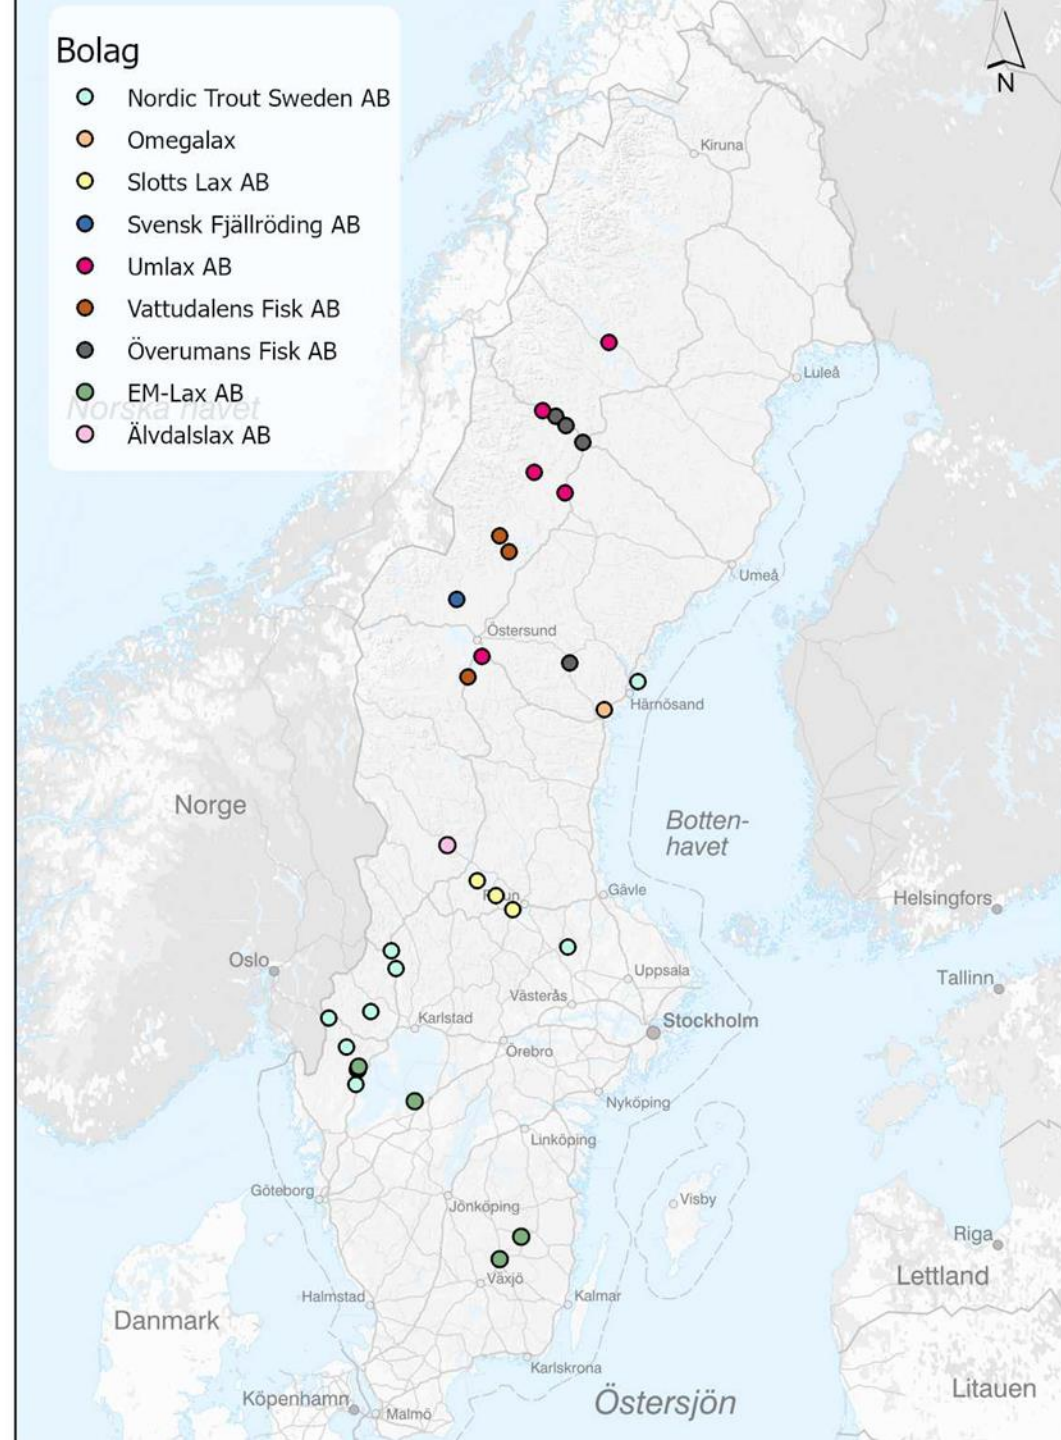 Bolag
Nordic Trout Sweden AB
Omegalax
Slotts Lax AB
Svensk Fjällröding AB
Umlax AB
Vattudalens Fisk AB
Överumans Fisk AB
EM-Lax AB
Älvdalslax AB
Norska havet
N
Kiruna
Luleå
Umeå
Östersund
Härnösand
Norge
Botten-
havet
Gävle
Helsingfors
Oslo
Uppsala
Tallinn
Västerås
Karlstad
Stockholm
Örebro
Nyköping
Linköping
Göteborg
Jönköping
Visby
Riga
Växjö
Lettland
Halmstad
Kalmar
Danmark
Karlskrona
Litauen
Köpenhamn
Östersjön
Malmö